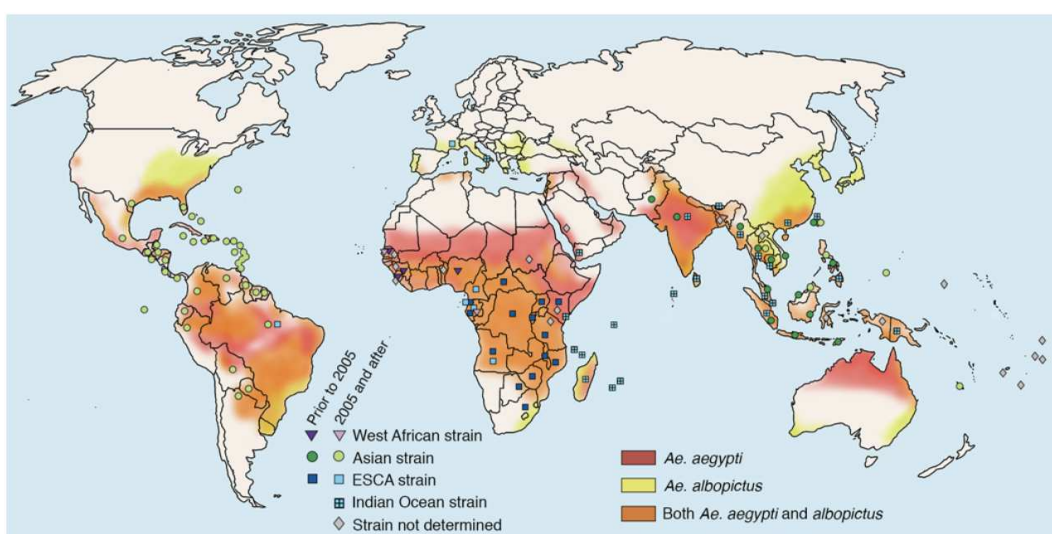 Prior to 2005
2005 and after
West African strain
Asian strain
ESCA strain
Indian Ocean strain
Strain not determined
Ae. aegypti
Ae. albopictus
Both Ae. aegypti and albopictus